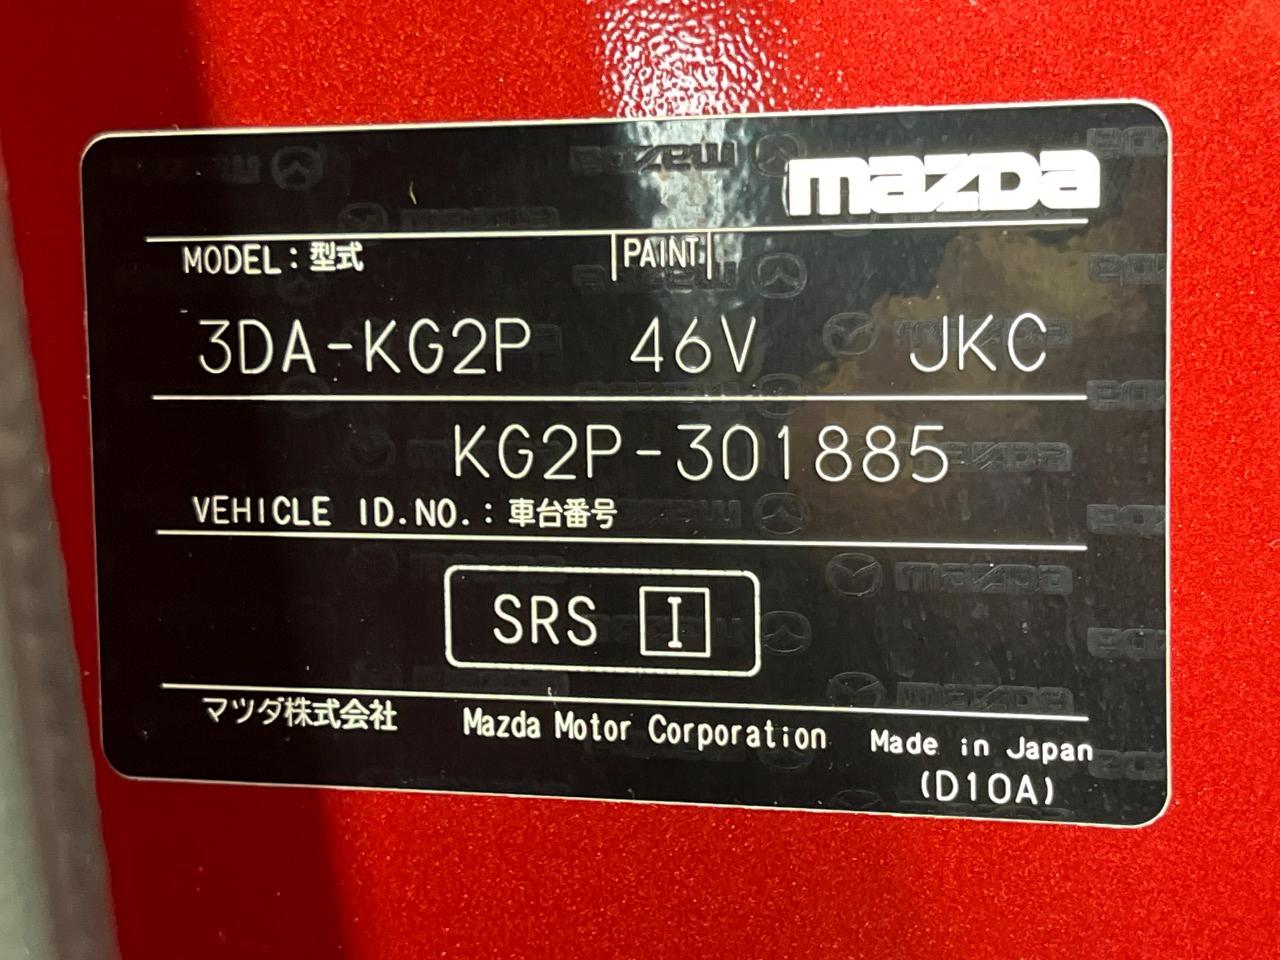 mazda
MODEL：型式 PAINT
3DA-KG2P 46V JKC
KG2P-301885
VEHICLE ID.NO.：車台番号
SRS I
マツダ株式会社 Mazda Motor Corporation Made in Japan
(D10A)